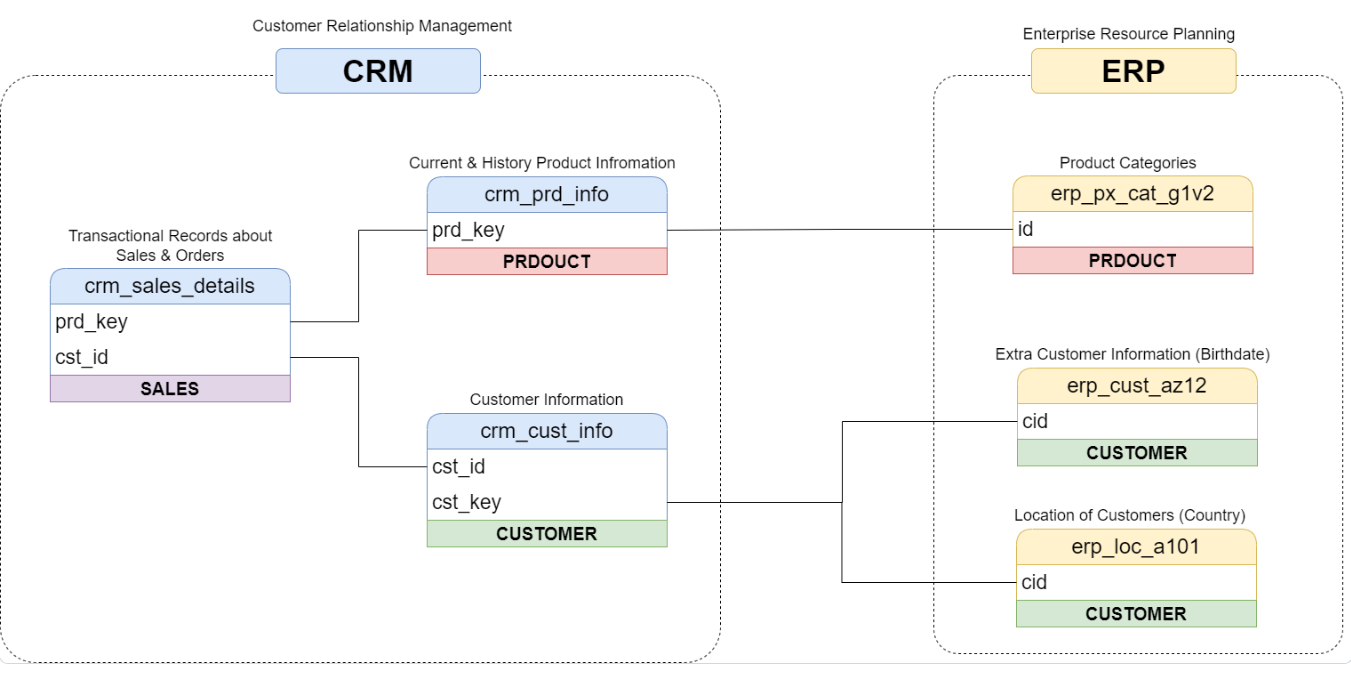 Customer Relationship Management
CRM
Enterprise Resource Planning
ERP
Current & History Product Infromation
crm_prd_info
prd_key
PRDOUCT
Product Categories
erp_px_cat_g1v2
id
PRDOUCT
Transactional Records about
Sales & Orders
crm_sales_details
prd_key
cst_id
SALES
Extra Customer Information (Birthdate)
erp_cust_az12
cid
CUSTOMER
Customer Information
crm_cust_info
cst_id
cst_key
CUSTOMER
Location of Customers (Country)
erp_loc_a101
cid
CUSTOMER